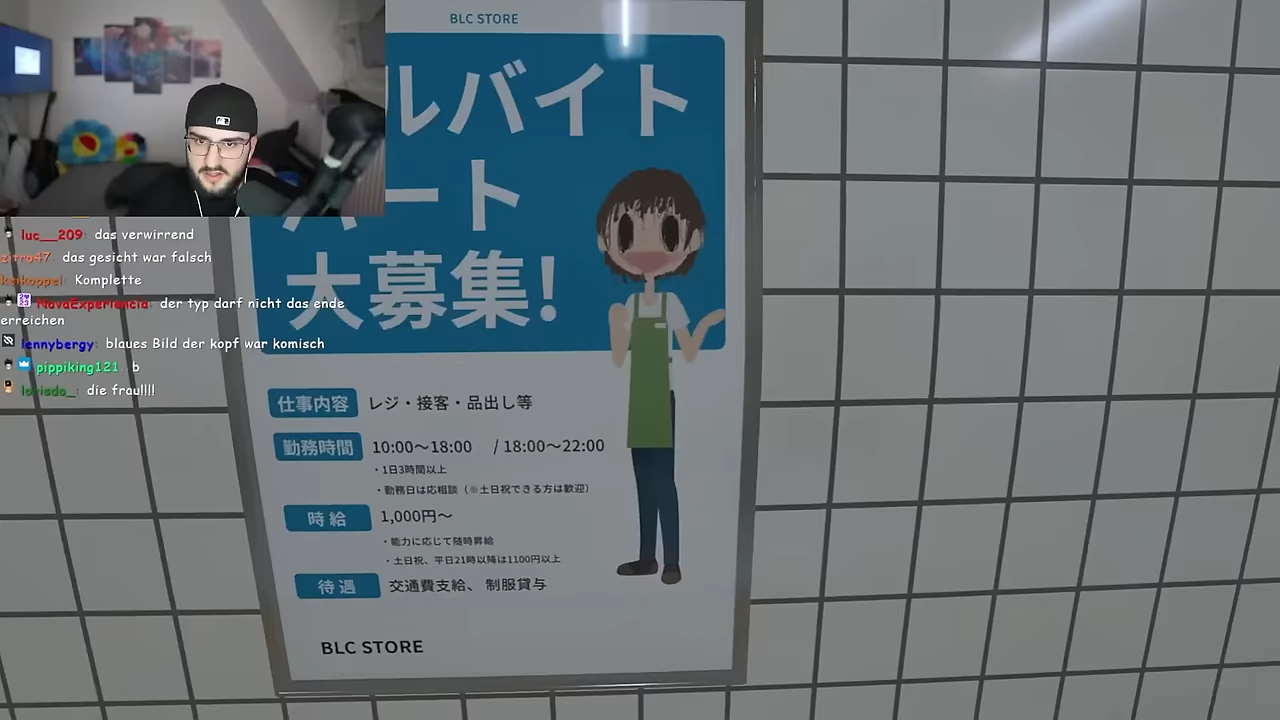 BLC STORE
ルバイト
パート
大募集!
luc__209: das verwirrend
zitro47: das gesicht war falsch
keikoppel: Komplette
NovaExperiencia: der typ darf nicht das ende
erreichen
lennybergy: blaues Bild der kopf war komisch
pippiking121: b
die frau!!!!
仕事内容 レジ・接客・品出し等
勤務時間 10:00〜18:00 / 18:00〜22:00
・1日3時間以上
・勤務日は応相談(※土日祝できる方は歓迎)
時給 1,000円〜
・能力に応じて随時昇給
・土日祝、平日21時以降は1100円以上
待遇 交通費支給、制服貸与
BLC STORE